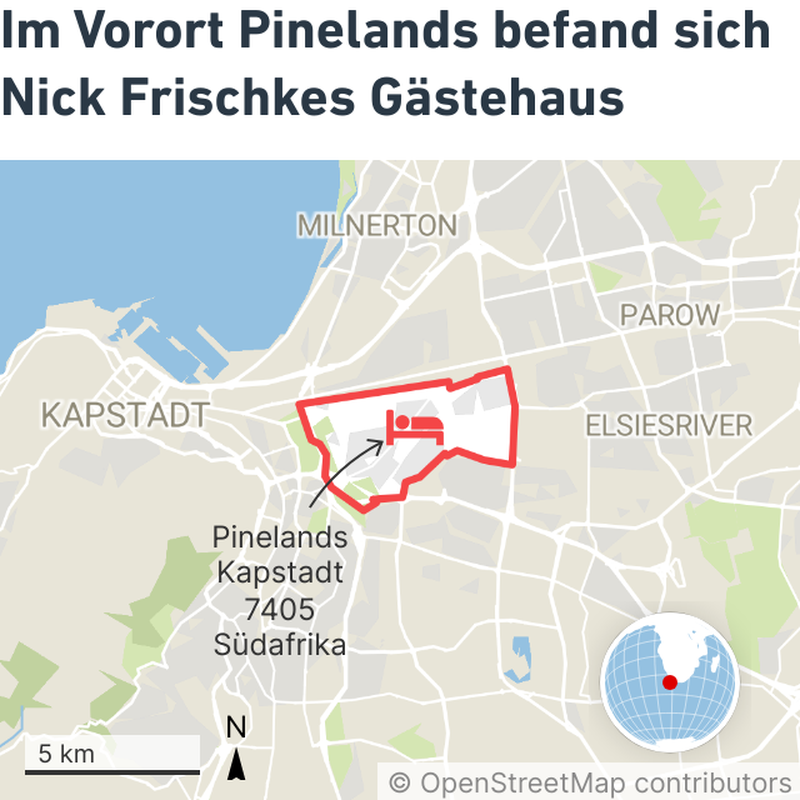 Im Vorort Pinelands befand sich
Nick Frischkes Gästehaus
MILNERTON
PAROW
KAPSTADT
ELSIESRIVER
Pinelands
Kapstadt
7405
Südafrika
N
5 km
© OpenStreetMap contributors